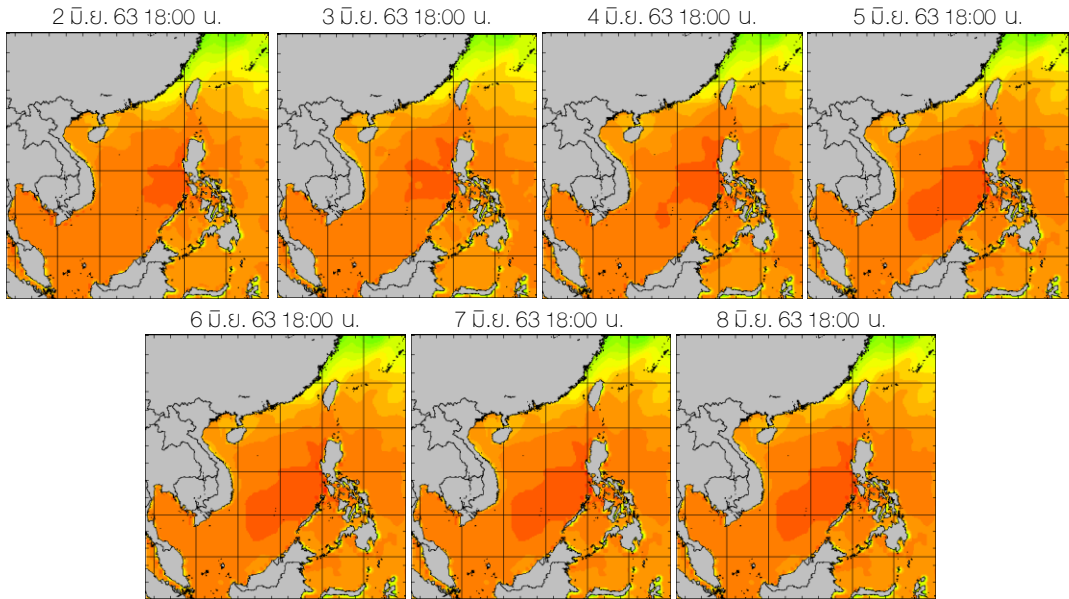 2 มิ.ย. 63 18:00 น.
3 มิ.ย. 63 18:00 น.
4 มิ.ย. 63 18:00 น.
5 มิ.ย. 63 18:00 น.
6 มิ.ย. 63 18:00 น.
7 มิ.ย. 63 18:00 น.
8 มิ.ย. 63 18:00 น.